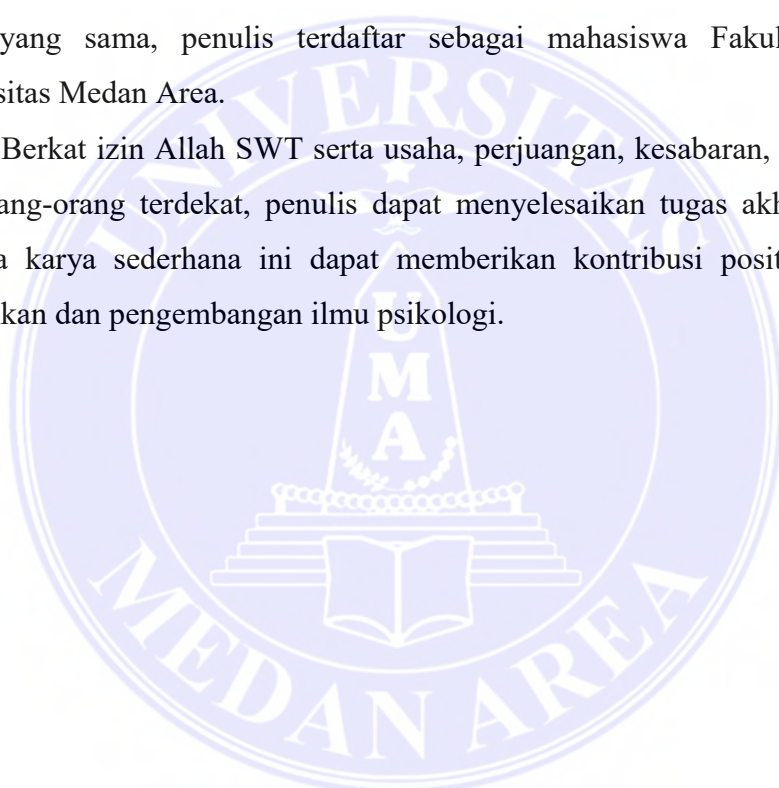 yang sama, penulis terdaftar sebagai mahasiswa Fakul
sitas Medan Area.
Berkat izin Allah SWT serta usaha, perjuangan, kesabaran,
ang-orang terdekat, penulis dapat menyelesaikan tugas akh
a karya sederhana ini dapat memberikan kontribusi posit
kan dan pengembangan ilmu psikologi.
UNIVERSITAS
U
M
A
MEDAN AREA